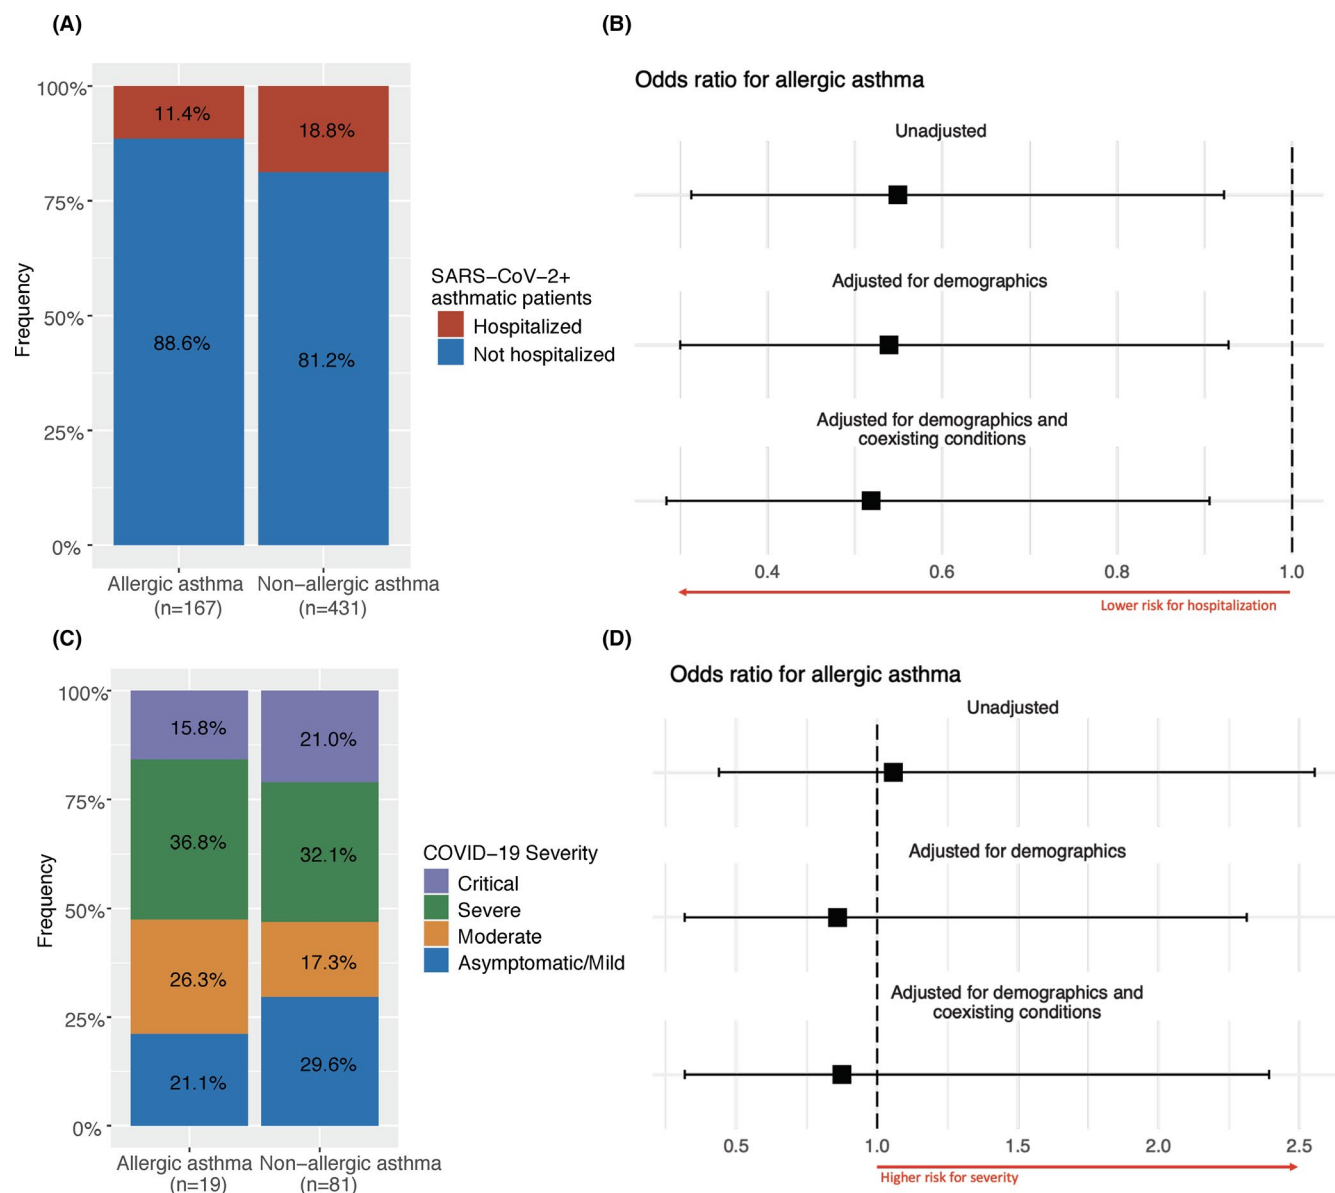 (A)
100%
75%
50%
25%
0%
Frequency
11.4%
18.8%
88.6%
81.2%
Allergic asthma
(n=167)
Non−allergic asthma
(n=431)
SARS−CoV−2+
asthmatic patients
Hospitalized
Not hospitalized
(B)
Odds ratio for allergic asthma
Unadjusted
Adjusted for demographics
Adjusted for demographics and
coexisting conditions
0.4 0.6 0.8 1.0
Lower risk for hospitalization
(C)
100%
75%
50%
25%
0%
Frequency
15.8%
21.0%
36.8%
32.1%
26.3%
17.3%
21.1%
29.6%
Allergic asthma
(n=19)
Non−allergic asthma
(n=81)
COVID−19 Severity
Critical
Severe
Moderate
Asymptomatic/Mild
(D)
Odds ratio for allergic asthma
Unadjusted
Adjusted for demographics
Adjusted for demographics and
coexisting conditions
0.5 1.0 1.5 2.0 2.5
Higher risk for severity